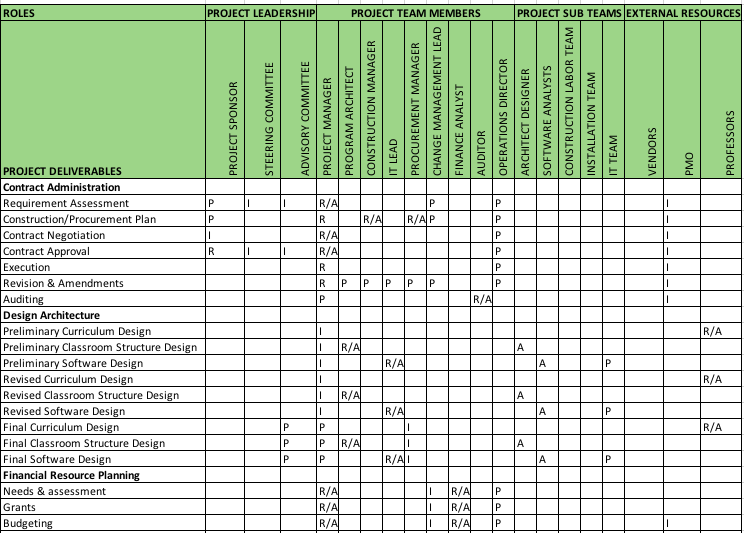 ROLES PROJECT LEADERSHIP PROJECT TEAM MEMBERS PROJECT SUB TEAMS EXTERNAL RESOURCES
PROJECT DELIVERABLES PROJECT SPONSOR STEERING COMMITTEE ADVISORY COMMITTEE PROJECT MANAGER PROGRAM ARCHITECT CONSTRUCTION MANAGER IT LEAD PROCUREMENT MANAGER CHANGE MANAGEMENT LEAD FINANCE ANALYST AUDITOR OPERATIONS DIRECTOR ARCHITECT DESIGNER SOFTWARE ANALYSTS CONSTRUCTION LABOR TEAM INSTALLATION TEAM IT TEAM VENDORS PMO PROFESSORS
Contract Administration
Requirement Assessment P I I R/A P P I
Construction/Procurement Plan P R R/A R/A P P I
Contract Negotiation I R/A P I
Contract Approval R I I R/A P I
Execution R P I
Revision & Amendments R P P P P P P I
Auditing P R/A I
Design Architecture
Preliminary Curriculum Design I R/A
Preliminary Classroom Structure Design I R/A A
Preliminary Software Design I R/A A P
Revised Curriculum Design I R/A
Revised Classroom Structure Design I R/A A
Revised Software Design I R/A A P
Final Curriculum Design P P I R/A
Final Classroom Structure Design P P R/A I A
Final Software Design P P R/A I A P
Financial Resource Planning
Needs & assessment R/A I R/A P
Grants R/A I R/A P
Budgeting R/A I R/A P I